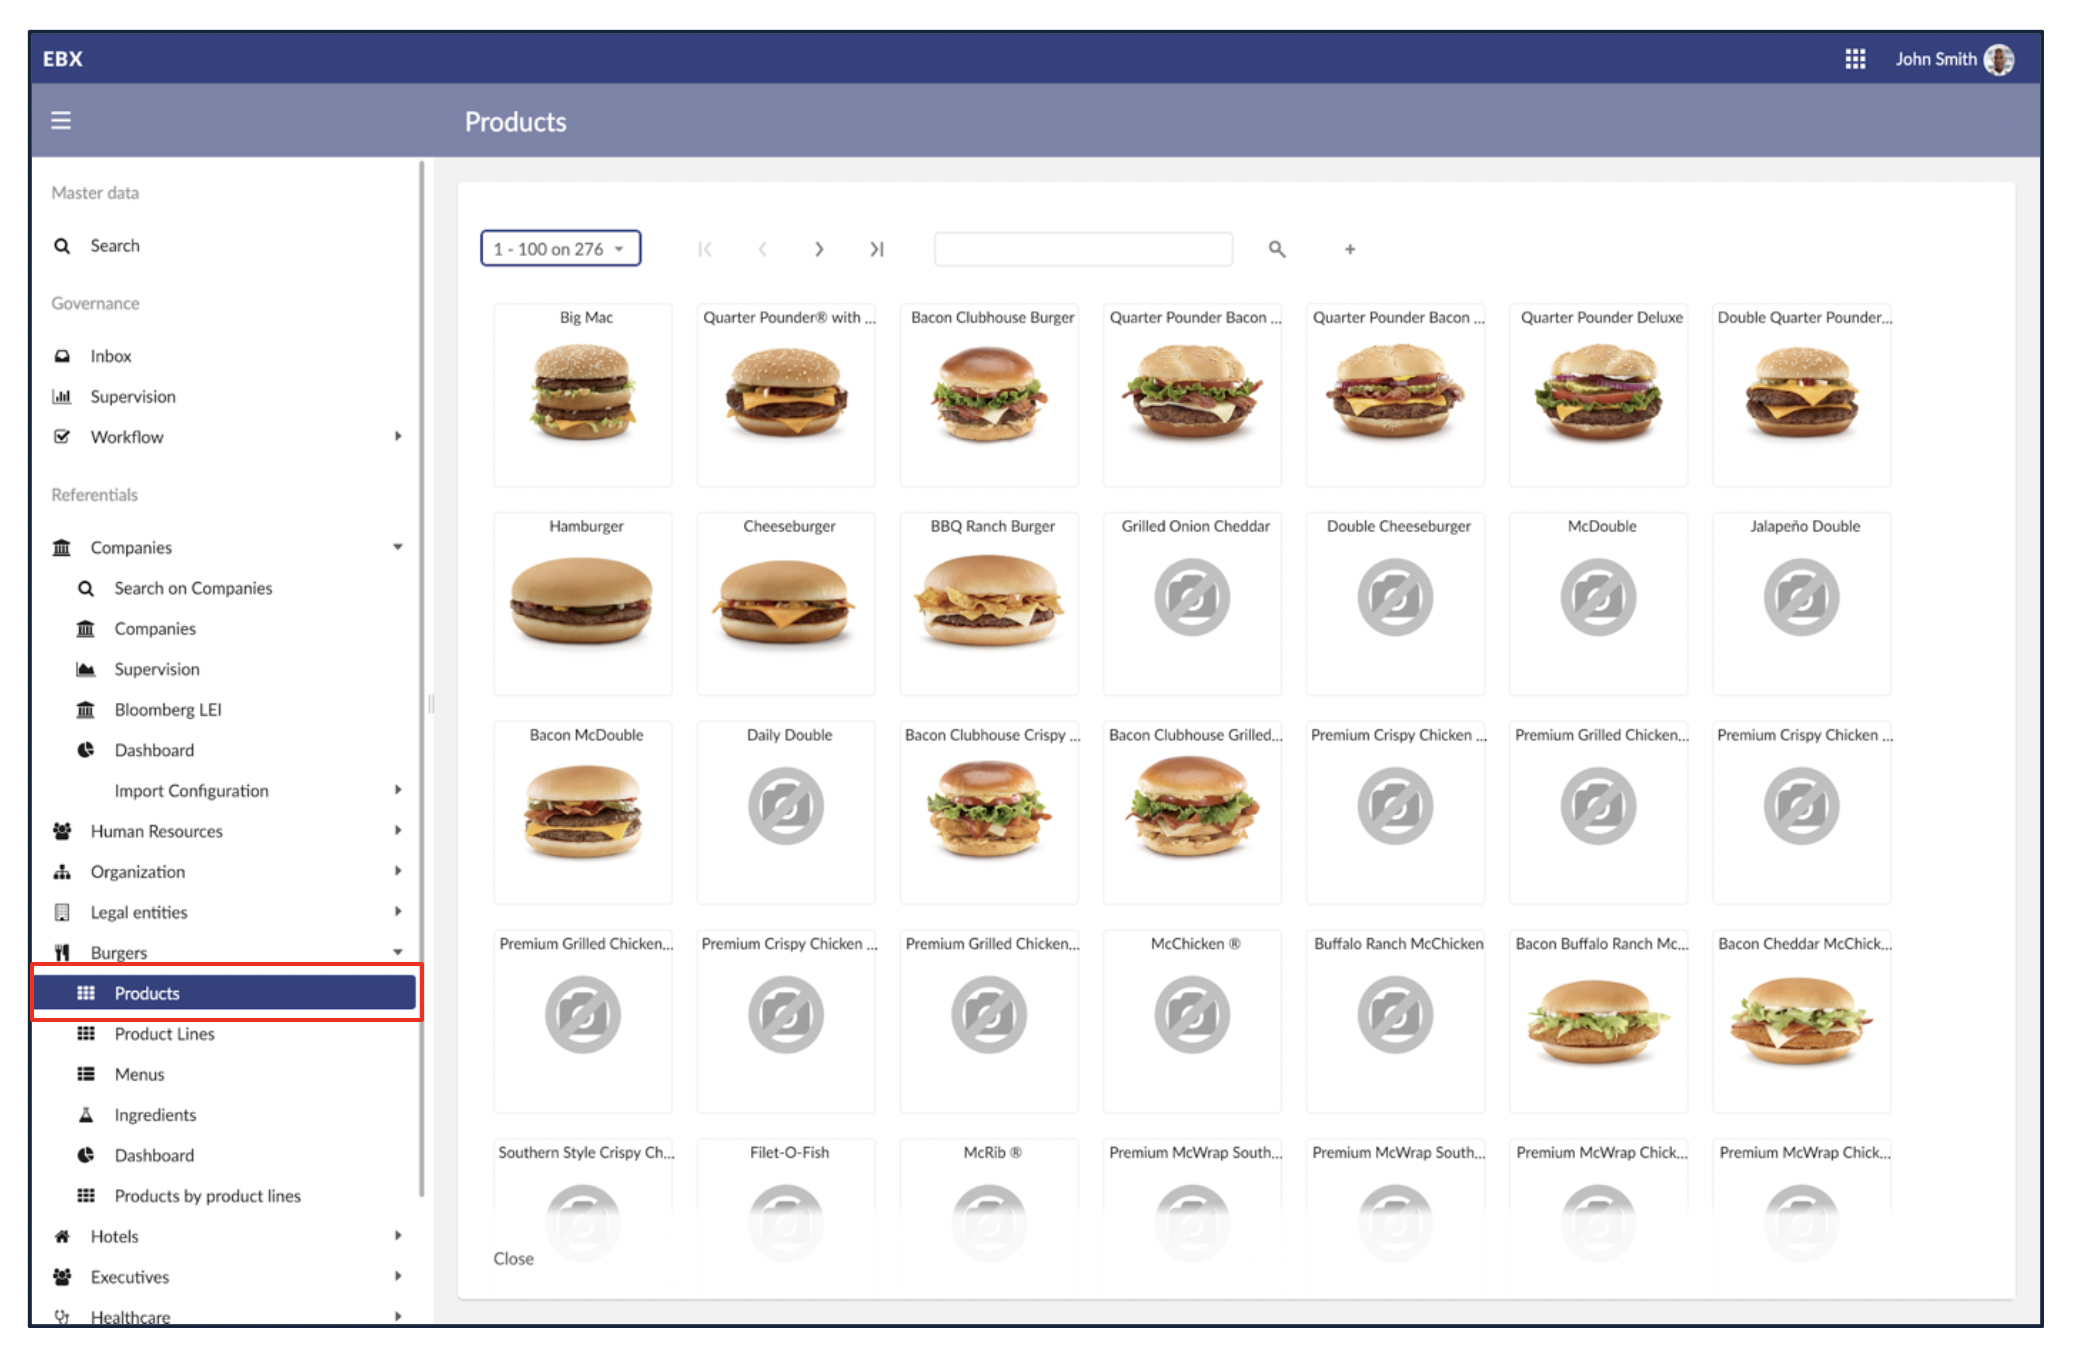 EBX
John Smith
Products
Master data
Search
Governance
Inbox
Supervision
Workflow
Referentials
Companies
Search on Companies
Companies
Supervision
Bloomberg LEI
Dashboard
Import Configuration
Human Resources
Organization
Legal entities
Burgers
Products
Product Lines
Menus
Ingredients
Dashboard
Products by product lines
Hotels
Executives
Healthcare
1 - 100 on 276
Big Mac
Quarter Pounder® with ...
Bacon Clubhouse Burger
Quarter Pounder Bacon ...
Quarter Pounder Bacon ...
Quarter Pounder Deluxe
Double Quarter Pounder...
Hamburger
Cheeseburger
BBQ Ranch Burger
Grilled Onion Cheddar
Double Cheeseburger
McDouble
Jalapeño Double
Bacon McDouble
Daily Double
Bacon Clubhouse Crispy ...
Bacon Clubhouse Grilled...
Premium Crispy Chicken ...
Premium Grilled Chicken...
Premium Crispy Chicken ...
Premium Grilled Chicken...
Premium Crispy Chicken ...
Premium Grilled Chicken...
McChicken ®
Buffalo Ranch McChicken
Bacon Buffalo Ranch Mc...
Bacon Cheddar McChick...
Southern Style Crispy Ch...
Filet-O-Fish
McRib ®
Premium McWrap South...
Premium McWrap South...
Premium McWrap Chick...
Premium McWrap Chick...
Close